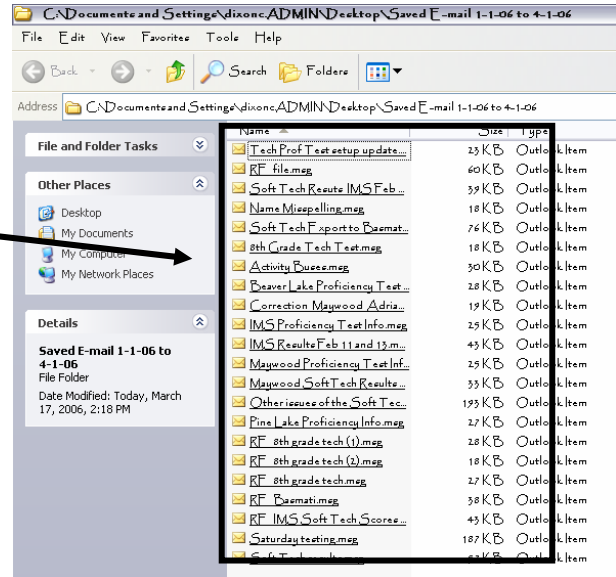 C:\Documents and Settings\dixonc.ADMIN\Desktop\Saved E-mail 1-1-06 to 4-1-06
File Edit View Favorites Tools Help
Back Search Folders
Address C:\Documents and Settings\dixonc.ADMIN\Desktop\Saved E-mail 1-1-06 to 4-1-06
File and Folder Tasks
Other Places
Desktop
My Documents
My Computer
My Network Places
Details
Saved E-mail 1-1-06 to
4-1-06
File Folder
Date Modified: Today, March
17, 2006, 2:18 PM
Name Size Type
Tech Prof Test setup update.... 23 KB Outlook Item
RE file.msg 60 KB Outlook Item
Soft Tech Resuts IMS Feb ... 39 KB Outlook Item
Name Misspelling.msg 18 KB Outlook Item
Soft Tech Export to Basmat... 76 KB Outlook Item
8th Grade Tech Test.msg 18 KB Outlook Item
Activity Buses.msg 30 KB Outlook Item
Beaver Lake Proficiency Test ... 28 KB Outlook Item
Correction Maywood Adria... 19 KB Outlook Item
IMS Proficiency Test Info.msg 25 KB Outlook Item
IMS Results Feb 11 and 13.m... 43 KB Outlook Item
Maywood Proficiency Test Inf... 25 KB Outlook Item
Maywood Soft Tech Results ... 33 KB Outlook Item
Other issues of the Soft Tec... 193 KB Outlook Item
Pine Lake Proficiency Info.msg 27 KB Outlook Item
RE 8th grade tech (1).msg 28 KB Outlook Item
RE 8th grade tech (2).msg 18 KB Outlook Item
RE 8th grade tech.msg 27 KB Outlook Item
RE Basmati.msg 38 KB Outlook Item
RE IMS Soft Tech Scores ... 43 KB Outlook Item
Saturday testing.msg 187 KB Outlook Item
Soft Tech KB Outlook Item